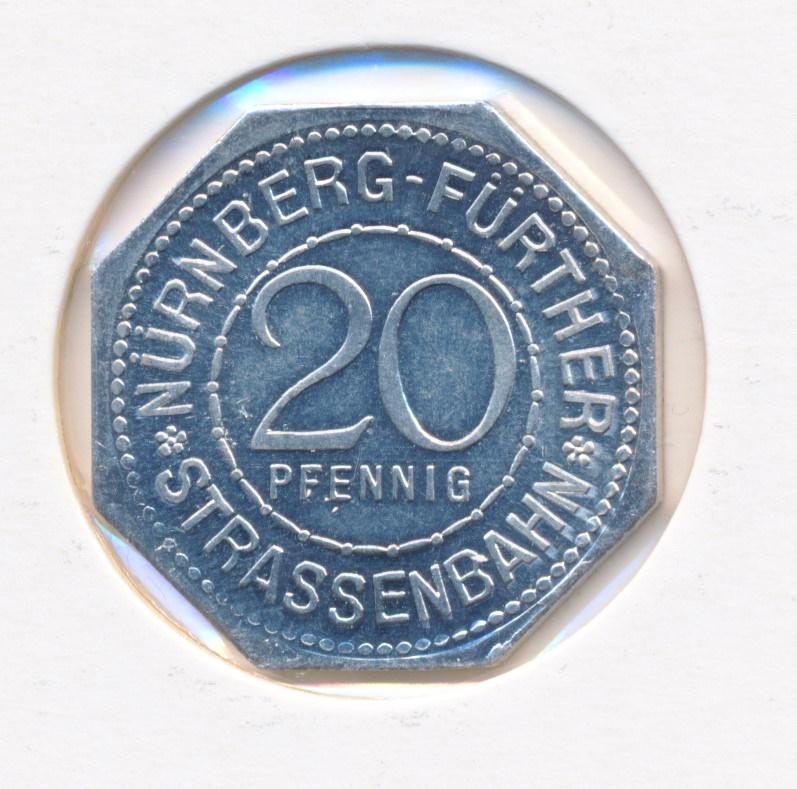 NÜRNBERG-FÜRTHER
STRASSENBAHN
20
PFENNIG